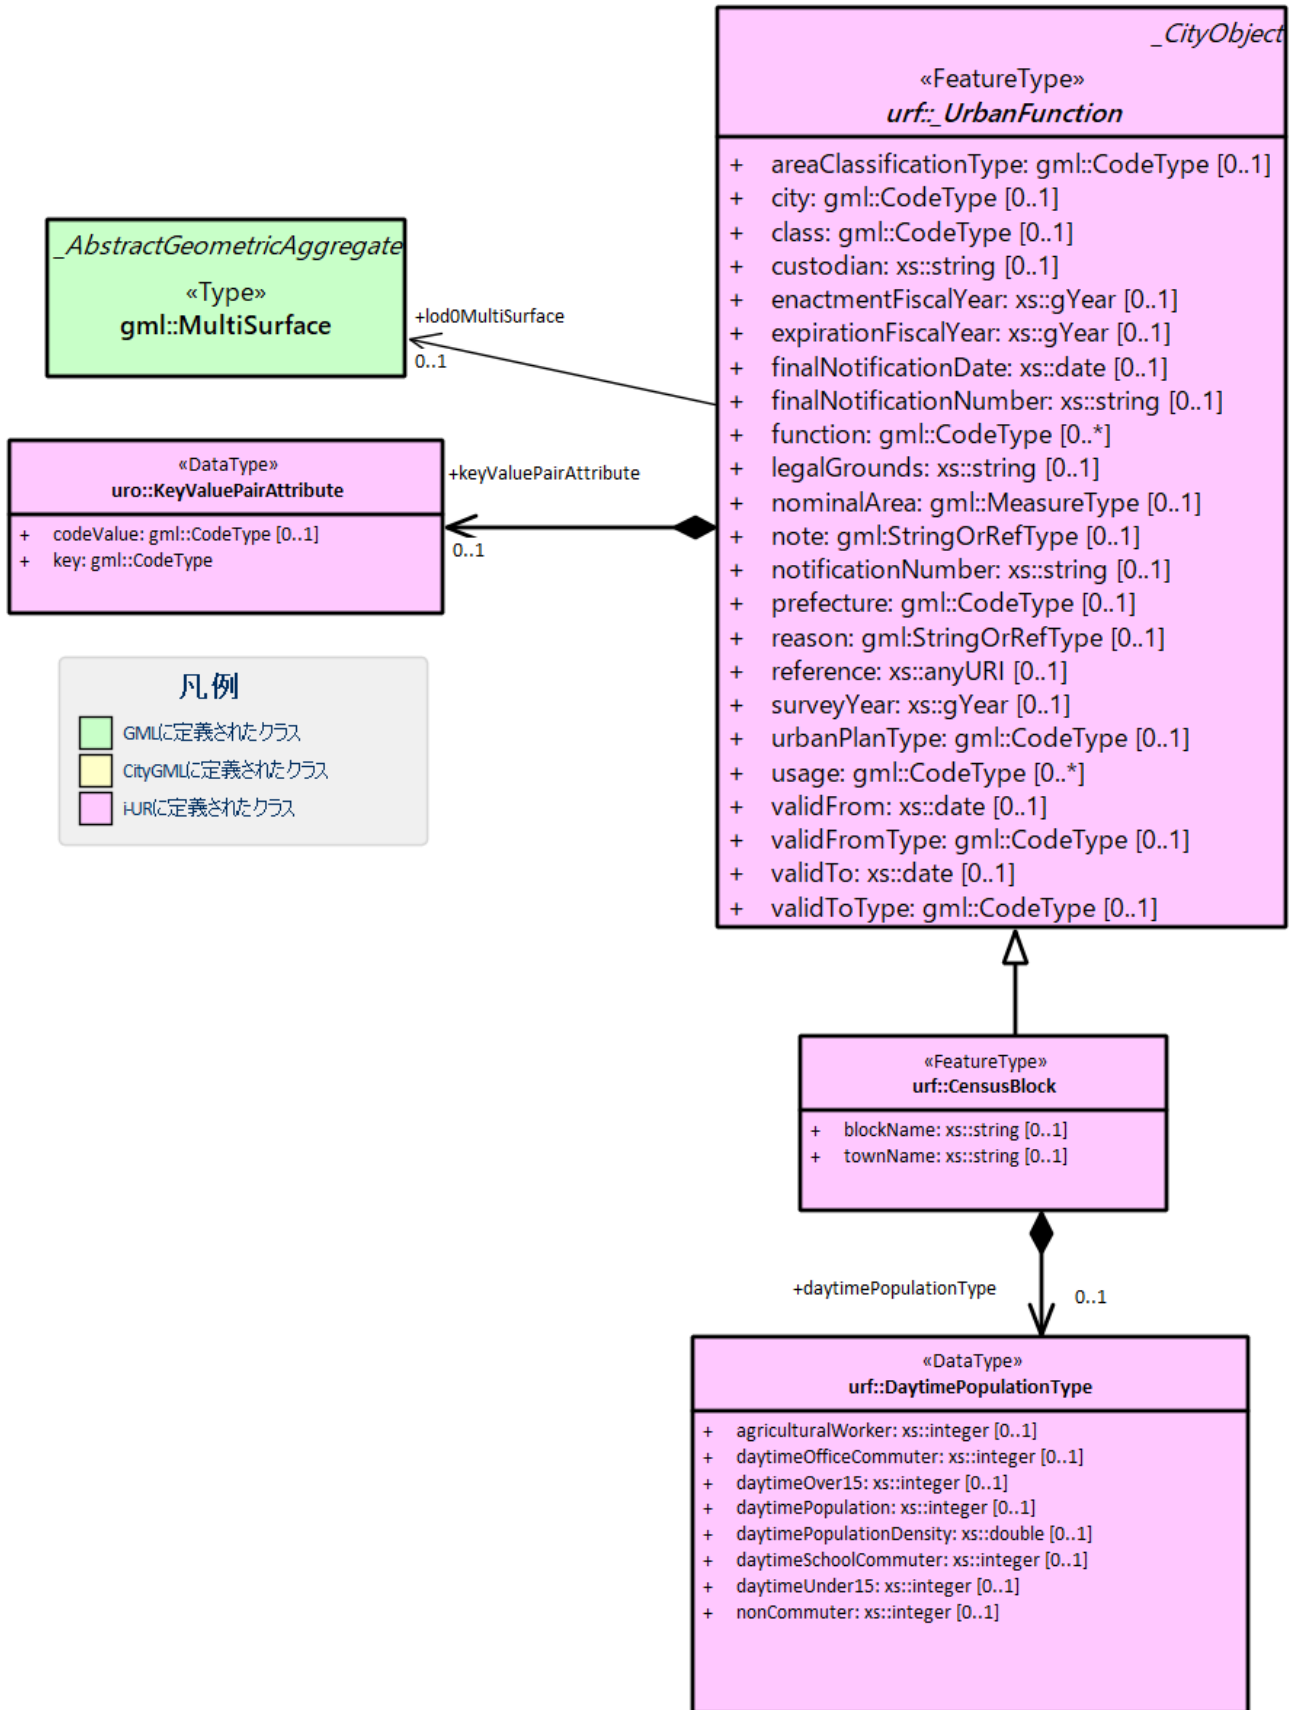 _CityObject
«FeatureType»
urf::_UrbanFunction
+ areaClassificationType: gml::CodeType [0..1]
+ city: gml::CodeType [0..1]
+ class: gml::CodeType [0..1]
+ custodian: xs::string [0..1]
+ enactmentFiscalYear: xs::gYear [0..1]
+ expirationFiscalYear: xs::gYear [0..1]
+ finalNotificationDate: xs::date [0..1]
+ finalNotificationNumber: xs::string [0..1]
+ function: gml::CodeType [0..*]
+ legalGrounds: xs::string [0..1]
+ nominalArea: gml::MeasureType [0..1]
+ note: gml:StringOrRefType [0..1]
+ notificationNumber: xs::string [0..1]
+ prefecture: gml::CodeType [0..1]
+ reason: gml:StringOrRefType [0..1]
+ reference: xs::anyURI [0..1]
+ surveyYear: xs::gYear [0..1]
+ urbanPlanType: gml::CodeType [0..1]
+ usage: gml::CodeType [0..*]
+ validFrom: xs::date [0..1]
+ validFromType: gml::CodeType [0..1]
+ validTo: xs::date [0..1]
+ validToType: gml::CodeType [0..1]
_AbstractGeometricAggregate
«Type»
gml::MultiSurface
+lod0MultiSurface
0..1
«DataType»
uro::KeyValuePairAttribute
+ codeValue: gml::CodeType [0..1]
+ key: gml::CodeType
+keyValuePairAttribute
0..1
凡例
GMLに定義されたクラス
CityGMLに定義されたクラス
i-URに定義されたクラス
«FeatureType»
urf::CensusBlock
+ blockName: xs::string [0..1]
+ townName: xs::string [0..1]
+daytimePopulationType
0..1
«DataType»
urf::DaytimePopulationType
+ agriculturalWorker: xs::integer [0..1]
+ daytimeOfficeCommuter: xs::integer [0..1]
+ daytimeOver15: xs::integer [0..1]
+ daytimePopulation: xs::integer [0..1]
+ daytimePopulationDensity: xs::double [0..1]
+ daytimeSchoolCommuter: xs::integer [0..1]
+ daytimeUnder15: xs::integer [0..1]
+ nonCommuter: xs::integer [0..1]